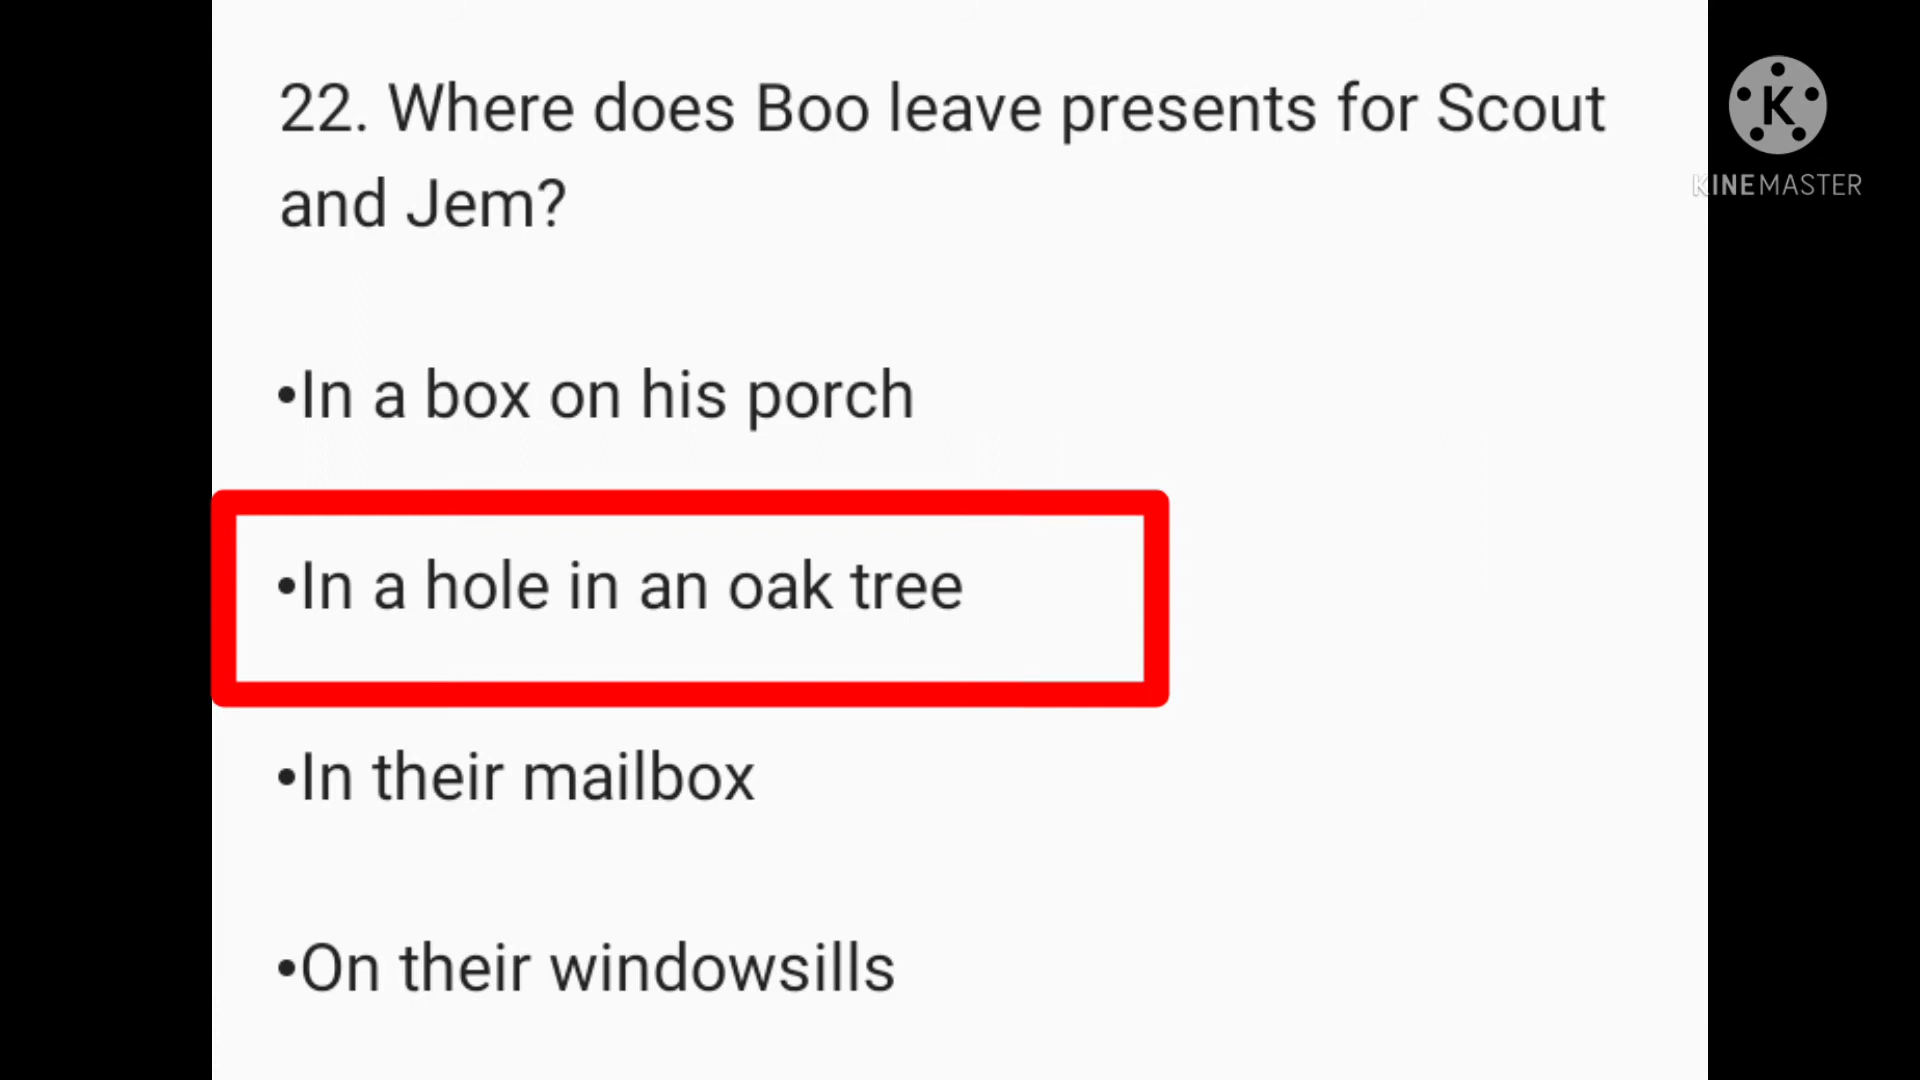 22. Where does Boo leave presents for Scout
and Jem?
•In a box on his porch
•In a hole in an oak tree
•In their mailbox
•On their windowsills
K
KINEMASTER